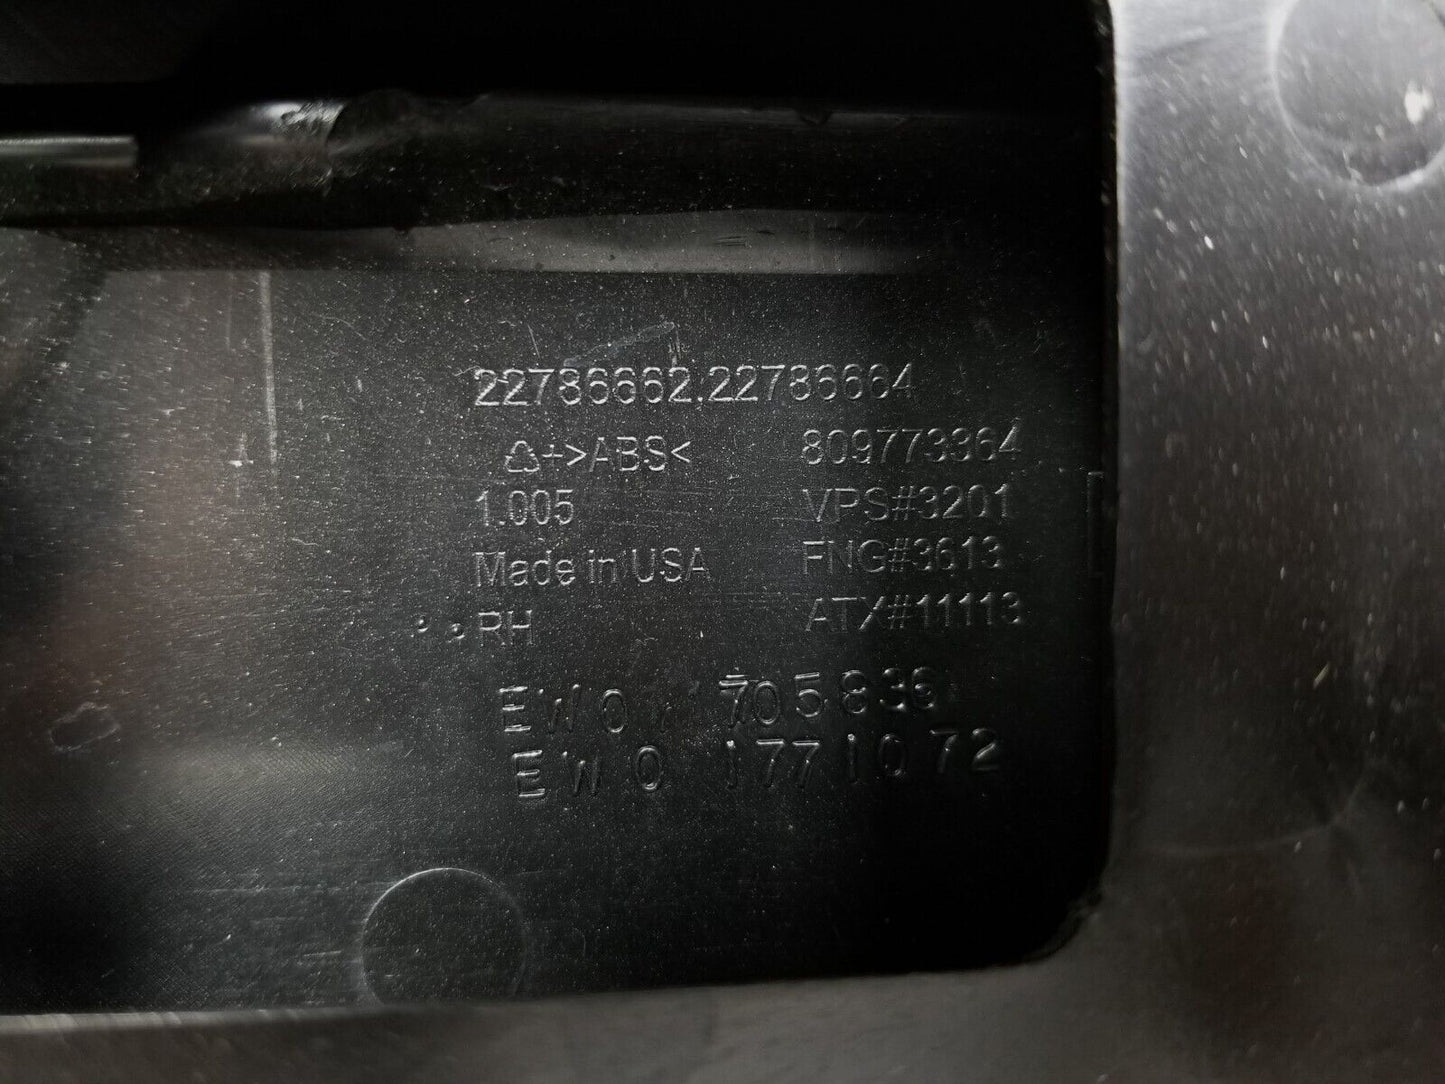 22786662.22786664
♺+>ABS< 809773364
1.005 VPS#3201
Made in USA FNG#3613
RH ATX#11113
EW0 705836
EW0 1771072